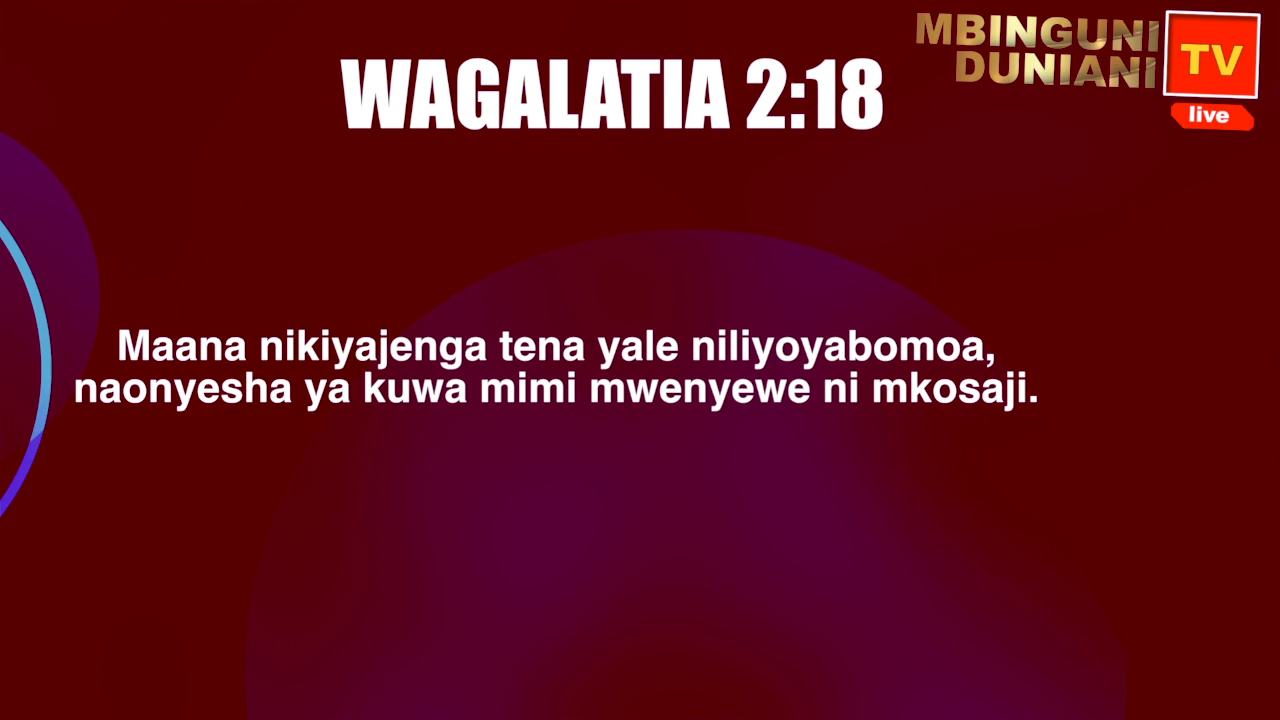 MBINGUNI
DUNIANI
TV
live
WAGALATIA 2:18
Maana nikiyajenga tena yale niliyoyabomoa,
naonyesha ya kuwa mimi mwenyewe ni mkosaji.